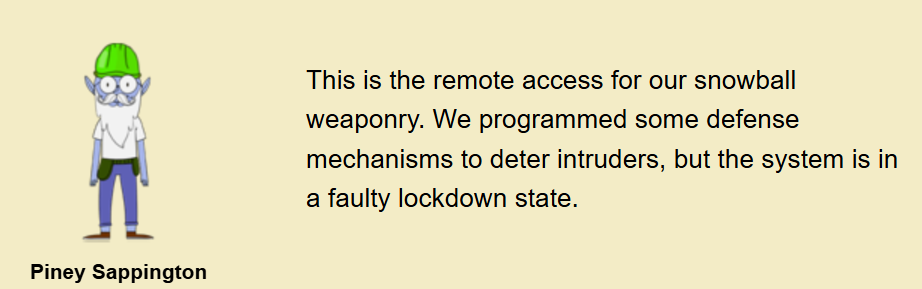 This is the remote access for our snowball
weaponry. We programmed some defense
mechanisms to deter intruders, but the system is in
a faulty lockdown state.
Piney Sappington